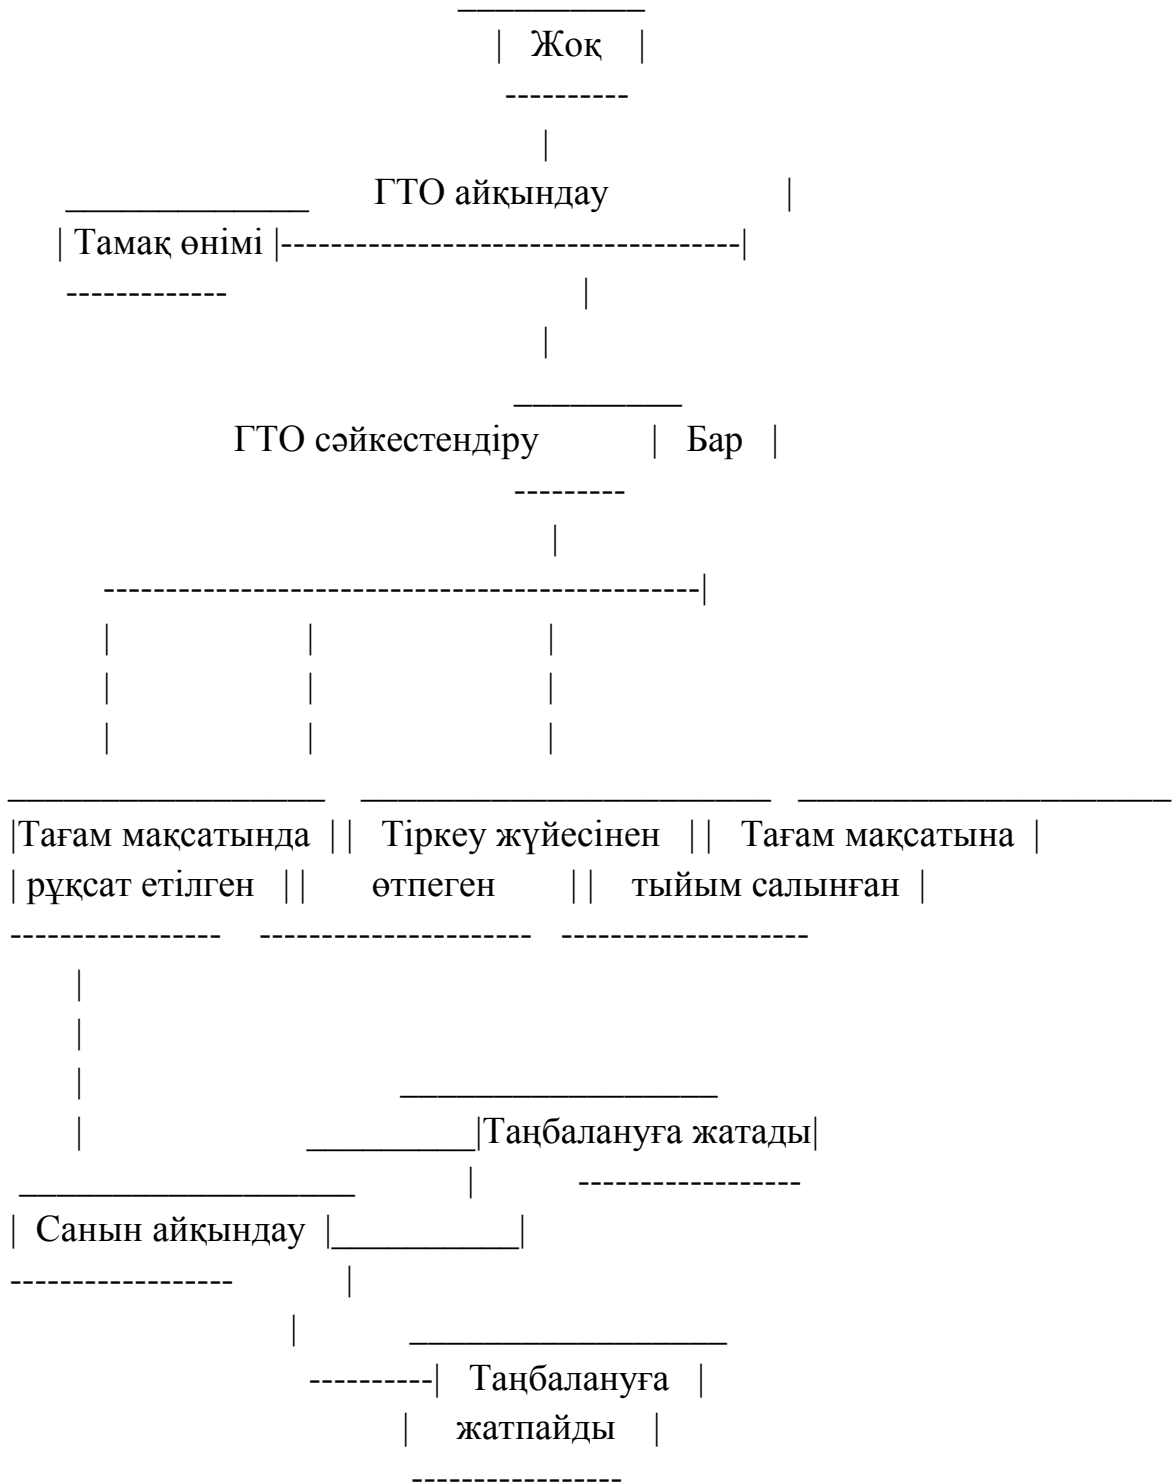 Жоқ
ГТО айқындау
Тамақ өнімі
ГТО сәйкестендіру | Бар |
|Тағам мақсатында | | Тіркеу жүйесінен | | Тағам мақсатына |
| рұқсат етілген | | өтпеген | | тыйым салынған |
Таңбалануға жатады
Санын айқындау
Таңбалануға
жатпайды